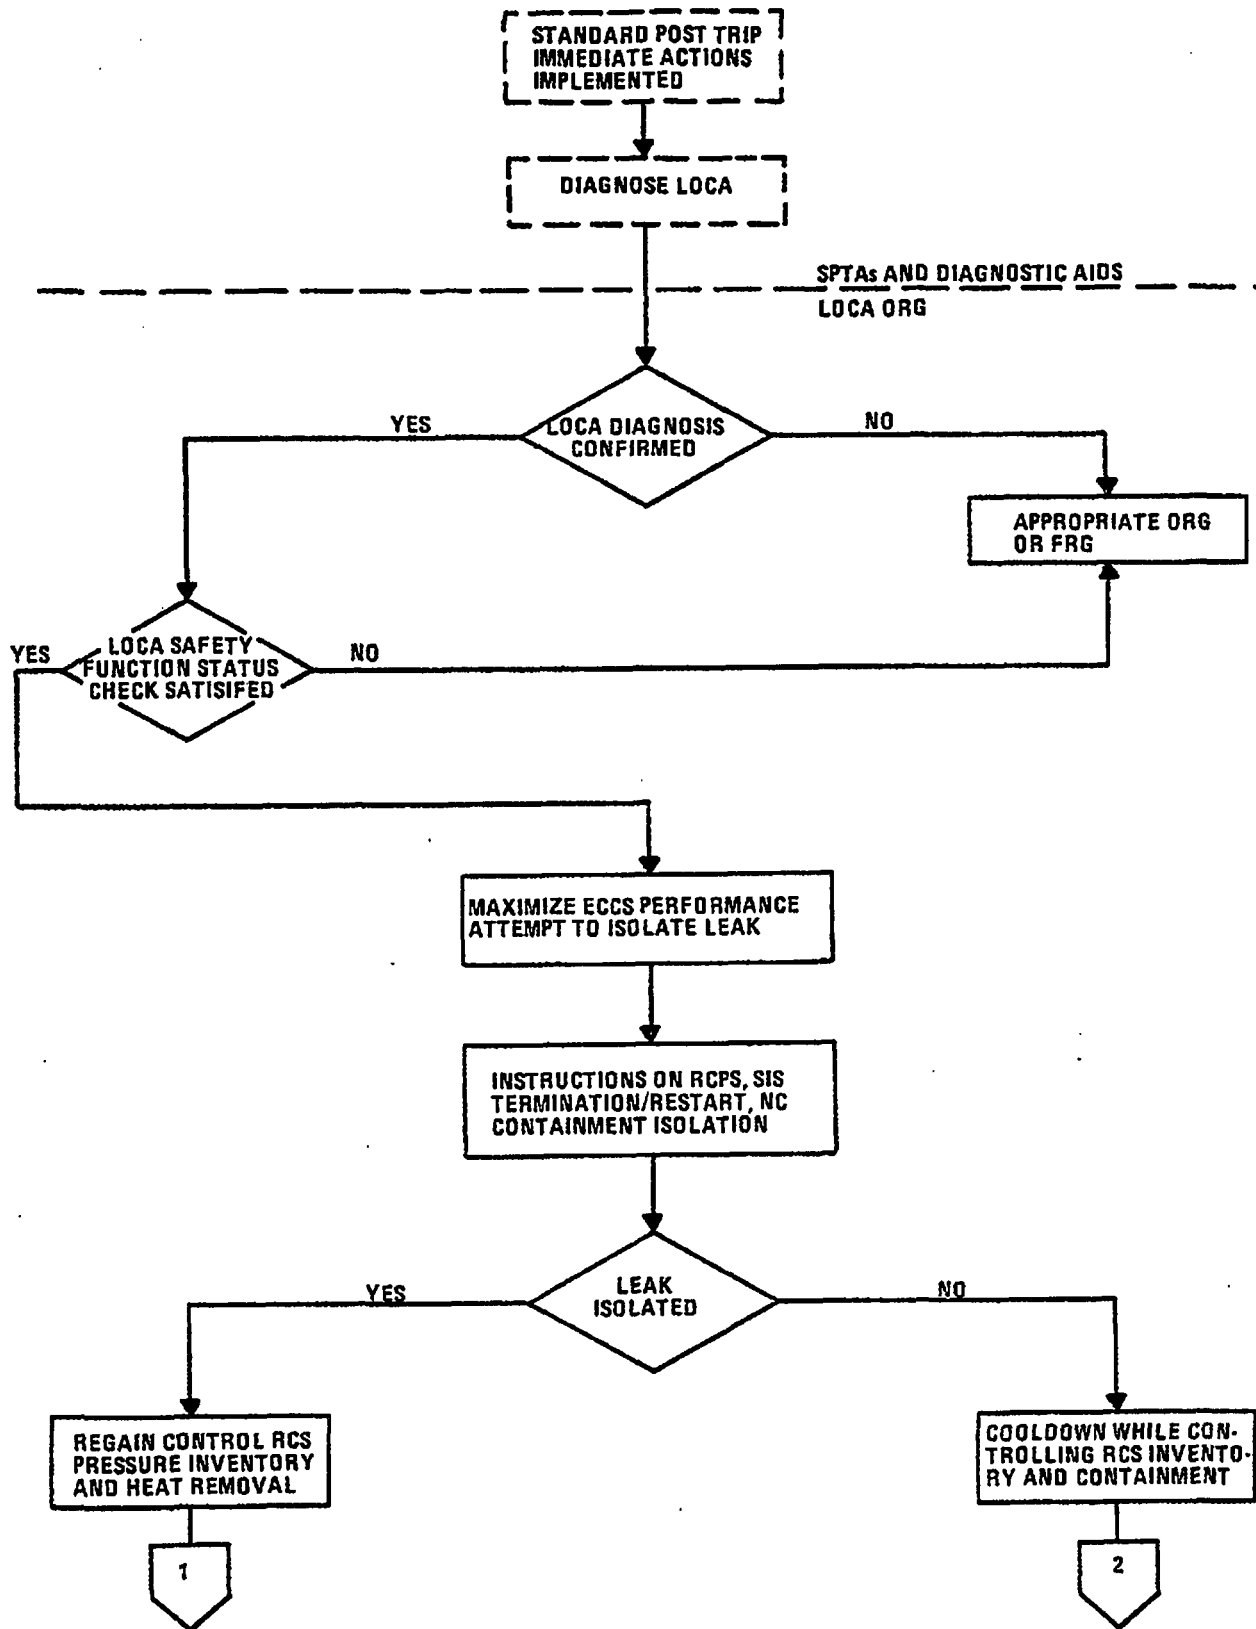 STANDARD POST TRIP
IMMEDIATE ACTIONS
IMPLEMENTED
DIAGNOSE LOCA
SPTAs AND DIAGNOSTIC AIDS
LOCA ORG
LOCA DIAGNOSIS
CONFIRMED
YES
NO
APPROPRIATE ORG
OR FRG
LOCA SAFETY
FUNCTION STATUS
CHECK SATISIFED
YES
NO
MAXIMIZE ECCS PERFORMANCE
ATTEMPT TO ISOLATE LEAK
INSTRUCTIONS ON RCPS, SIS
TERMINATION/RESTART, NC
CONTAINMENT ISOLATION
LEAK
ISOLATED
YES
NO
REGAIN CONTROL RCS
PRESSURE INVENTORY
AND HEAT REMOVAL
COOLDOWN WHILE CON-
TROLLING RCS INVENTO-
RY AND CONTAINMENT
1
2